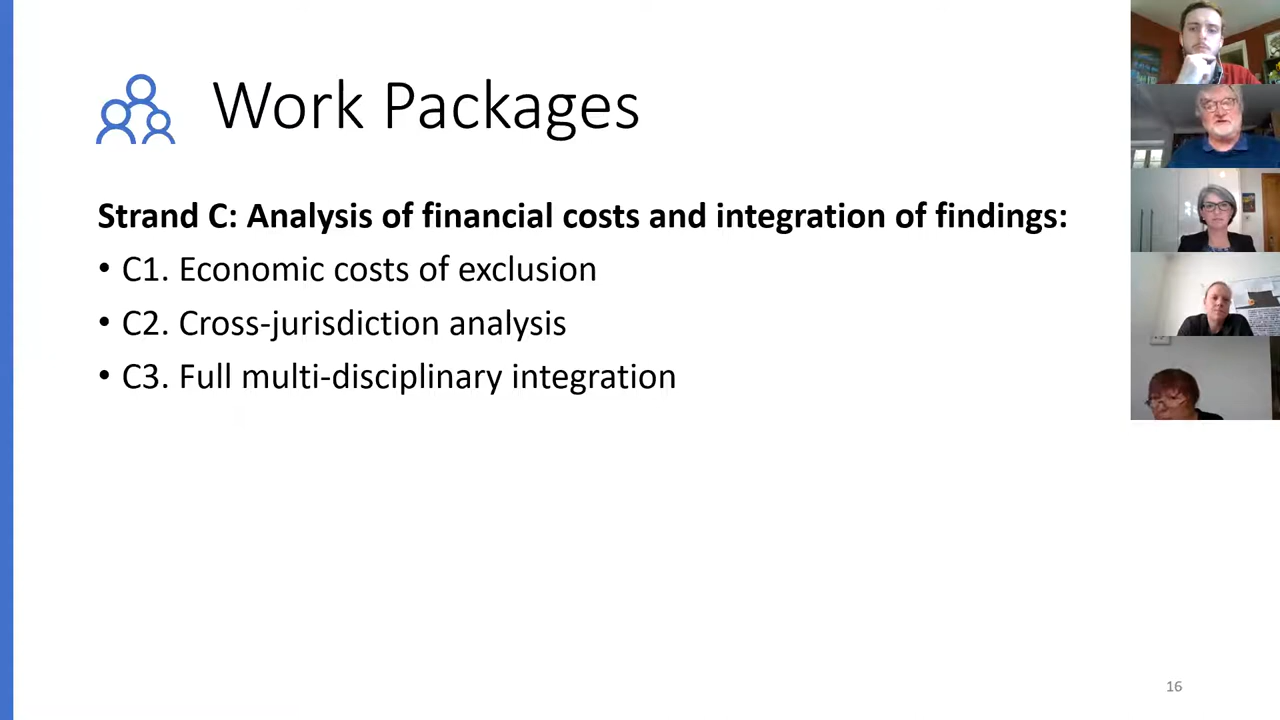 Work Packages
Strand C: Analysis of financial costs and integration of findings:
• C1. Economic costs of exclusion
• C2. Cross-jurisdiction analysis
• C3. Full multi-disciplinary integration
16